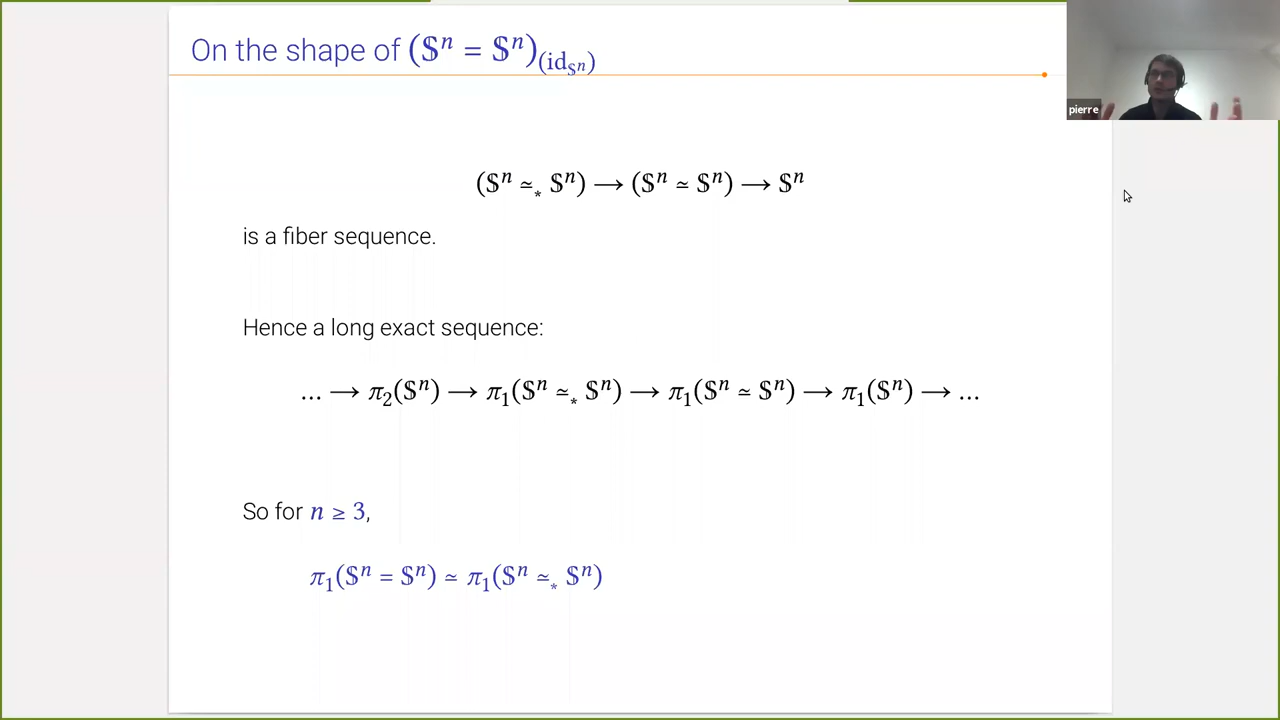 On the shape of (𝕊ⁿ = 𝕊ⁿ)_(id_𝕊ⁿ)
pierre
(𝕊ⁿ ≃_* 𝕊ⁿ) ⟶ (𝕊ⁿ ≃ 𝕊ⁿ) ⟶ 𝕊ⁿ
is a fiber sequence.
Hence a long exact sequence:
… ⟶ π₂(𝕊ⁿ) ⟶ π₁(𝕊ⁿ ≃_* 𝕊ⁿ) ⟶ π₁(𝕊ⁿ ≃ 𝕊ⁿ) ⟶ π₁(𝕊ⁿ) ⟶ …
So for n ≥ 3,
π₁(𝕊ⁿ = 𝕊ⁿ) ≃ π₁(𝕊ⁿ ≃_* 𝕊ⁿ)